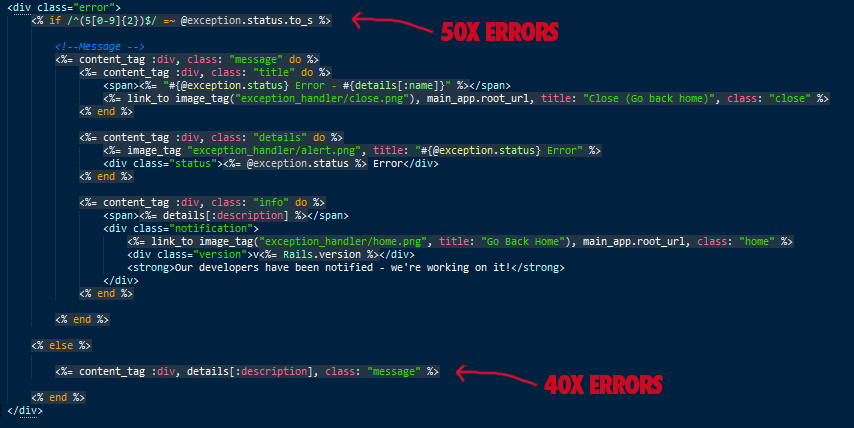 <div class="error">
<% if /^(5[0-9]{2})$/ =~ @exception.status.to_s %>
50X ERRORS
<!--Message -->
<%= content_tag :div, class: "message" do %>
<%= content_tag :div, class: "title" do %>
<span><%= "#{@exception.status} Error - #{details[:name]}" %></span>
<%= link_to image_tag("exception_handler/close.png"), main_app.root_url, title: "Close (Go back home)", class: "close" %>
<% end %>
<%= content_tag :div, class: "details" do %>
<%= image_tag "exception_handler/alert.png", title: "#{@exception.status} Error" %>
<div class="status"><%= @exception.status %> Error</div>
<% end %>
<%= content_tag :div, class: "info" do %>
<span><%= details[:description] %></span>
<div class="notification">
<%= link_to image_tag("exception_handler/home.png", title: "Go Back Home"), main_app.root_url, class: "home" %>
<div class="version">v<%= Rails.version %></div>
<strong>Our developers have been notified - we're working on it!</strong>
</div>
<% end %>
<% end %>
<% else %>
<%= content_tag :div, details[:description], class: "message" %>
40X ERRORS
<% end %>
</div>